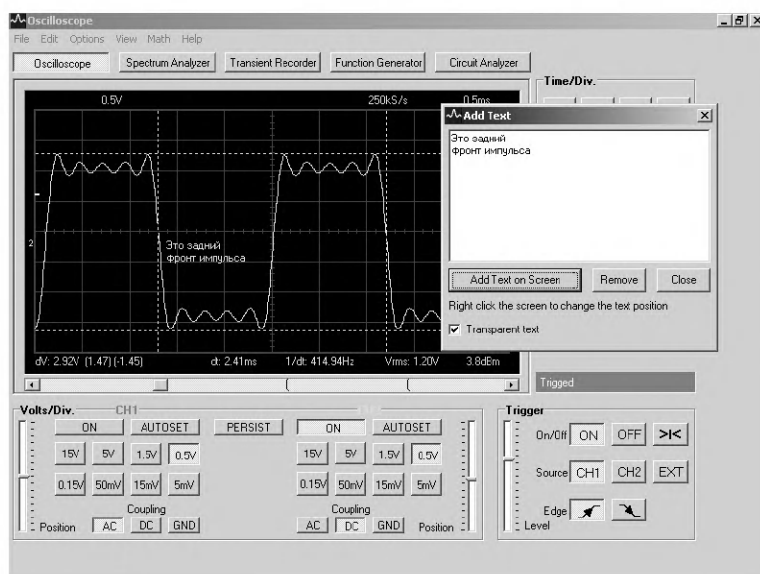 Oscilloscope
File Edit Options View Math Help
Oscilloscope Spectrum Analyzer Transient Recorder Function Generator Circuit Analyzer
Time/Div.
0.5V 250kS/s 0.5ms
Add Text
Это задний
фронт импульса
2
Это задний
фронт импульса
Add Text on Screen Remove Close
Right click the screen to change the text position
Transparent text
dV: 2.92V (1.47) (-1.45) dt: 2.41ms 1/dt: 414.94Hz Vrms: 1.20V 3.8dBm
Trigged
Volts/Div. CH1
ON AUTOSET PERSIST ON AUTOSET
15V 5V 1.5V 0.5V 15V 5V 1.5V 0.5V
0.15V 50mV 15mV 5mV 0.15V 50mV 15mV 5mV
Coupling Coupling
Position AC DC GND AC DC GND Position
Trigger
On/Off ON OFF >I<
Source CH1 CH2 EXT
Edge
Level